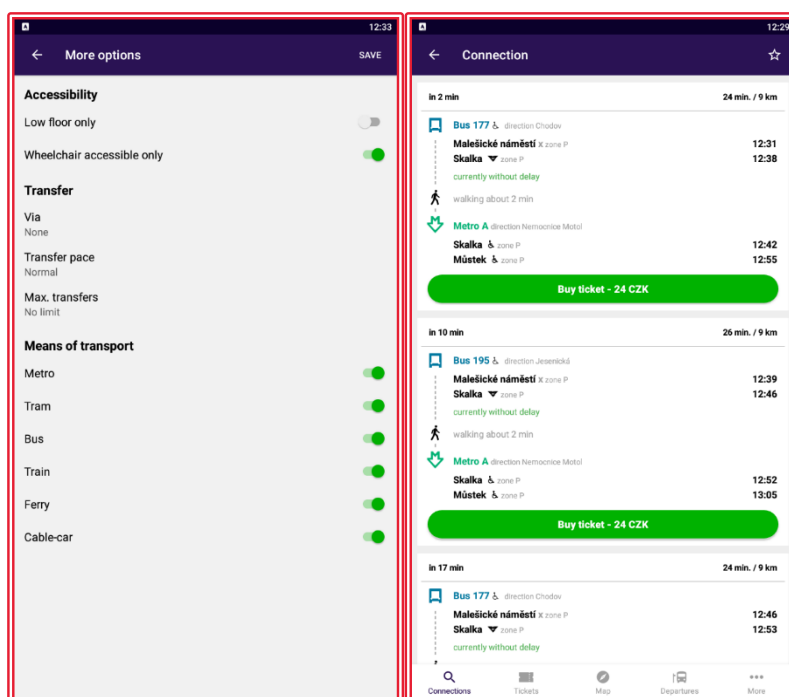 12:33
More options
SAVE
Accessibility
Low floor only
Wheelchair accessible only
Transfer
Via
None
Transfer pace
Normal
Max. transfers
No limit
Means of transport
Metro
Tram
Bus
Train
Ferry
Cable-car
12:29
Connection
in 2 min 24 min. / 9 km
Bus 177 direction Chodov
Malešické náměstí x zone P 12:31
Skalka zone P 12:38
currently without delay
walking about 2 min
Metro A direction Nemocnice Motol
Skalka zone P 12:42
Můstek zone P 12:55
Buy ticket - 24 CZK
in 10 min 26 min. / 9 km
Bus 195 direction Jesenická
Malešické náměstí x zone P 12:39
Skalka zone P 12:46
currently without delay
walking about 2 min
Metro A direction Nemocnice Motol
Skalka zone P 12:52
Můstek zone P 13:05
Buy ticket - 24 CZK
in 17 min 24 min. / 9 km
Bus 177 direction Chodov
Malešické náměstí x zone P 12:46
Skalka zone P 12:53
currently without delay
Connections Tickets Map Departures More